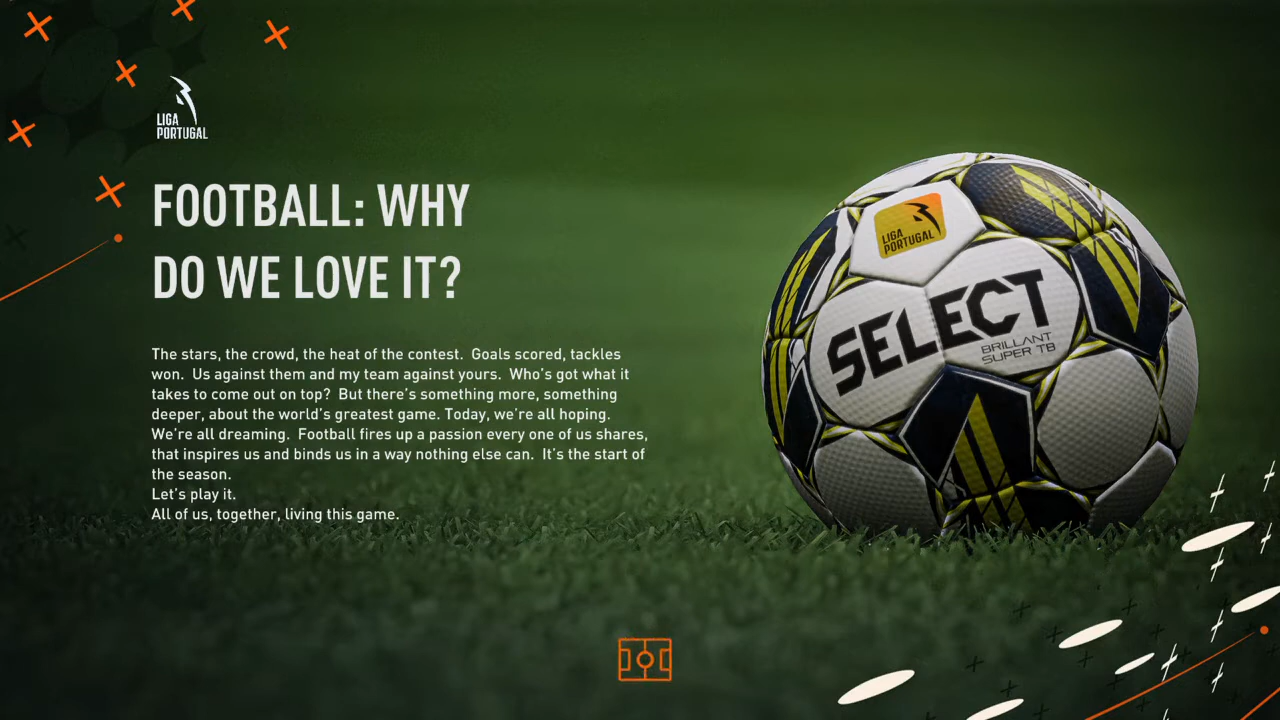 LIGA
PORTUGAL
FOOTBALL: WHY
DO WE LOVE IT?
The stars, the crowd, the heat of the contest.  Goals scored, tackles
won.  Us against them and my team against yours.  Who's got what it
takes to come out on top?  But there's something more, something
deeper, about the world's greatest game. Today, we're all hoping.
We're all dreaming.  Football fires up a passion every one of us shares,
that inspires us and binds us in a way nothing else can.  It's the start of
the season.
Let's play it.
All of us, together, living this game.
LIGA
PORTUGAL
SELECT
BRILLANT
SUPER TB